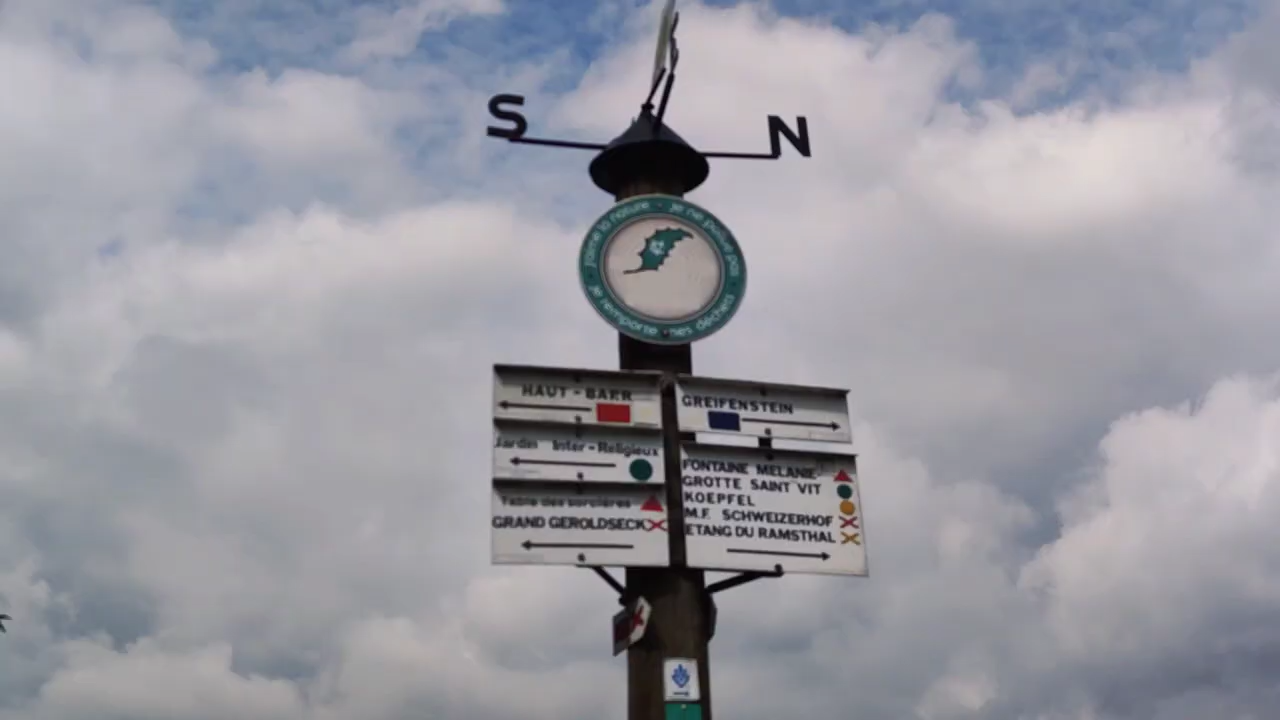 S
N
j'aime la nature · je ne pollue pas · je remporte mes déchets ·
HAUT-BAER
GREIFENSTEIN
Jardin Inter-Religieux
Table des sorcières
GRAND GEROLDSECK
FONTAINE MELANIE
GROTTE SAINT VIT
KOEPFEL
M.F. SCHWEIZERHOF
ETANG DU RAMSTHAL